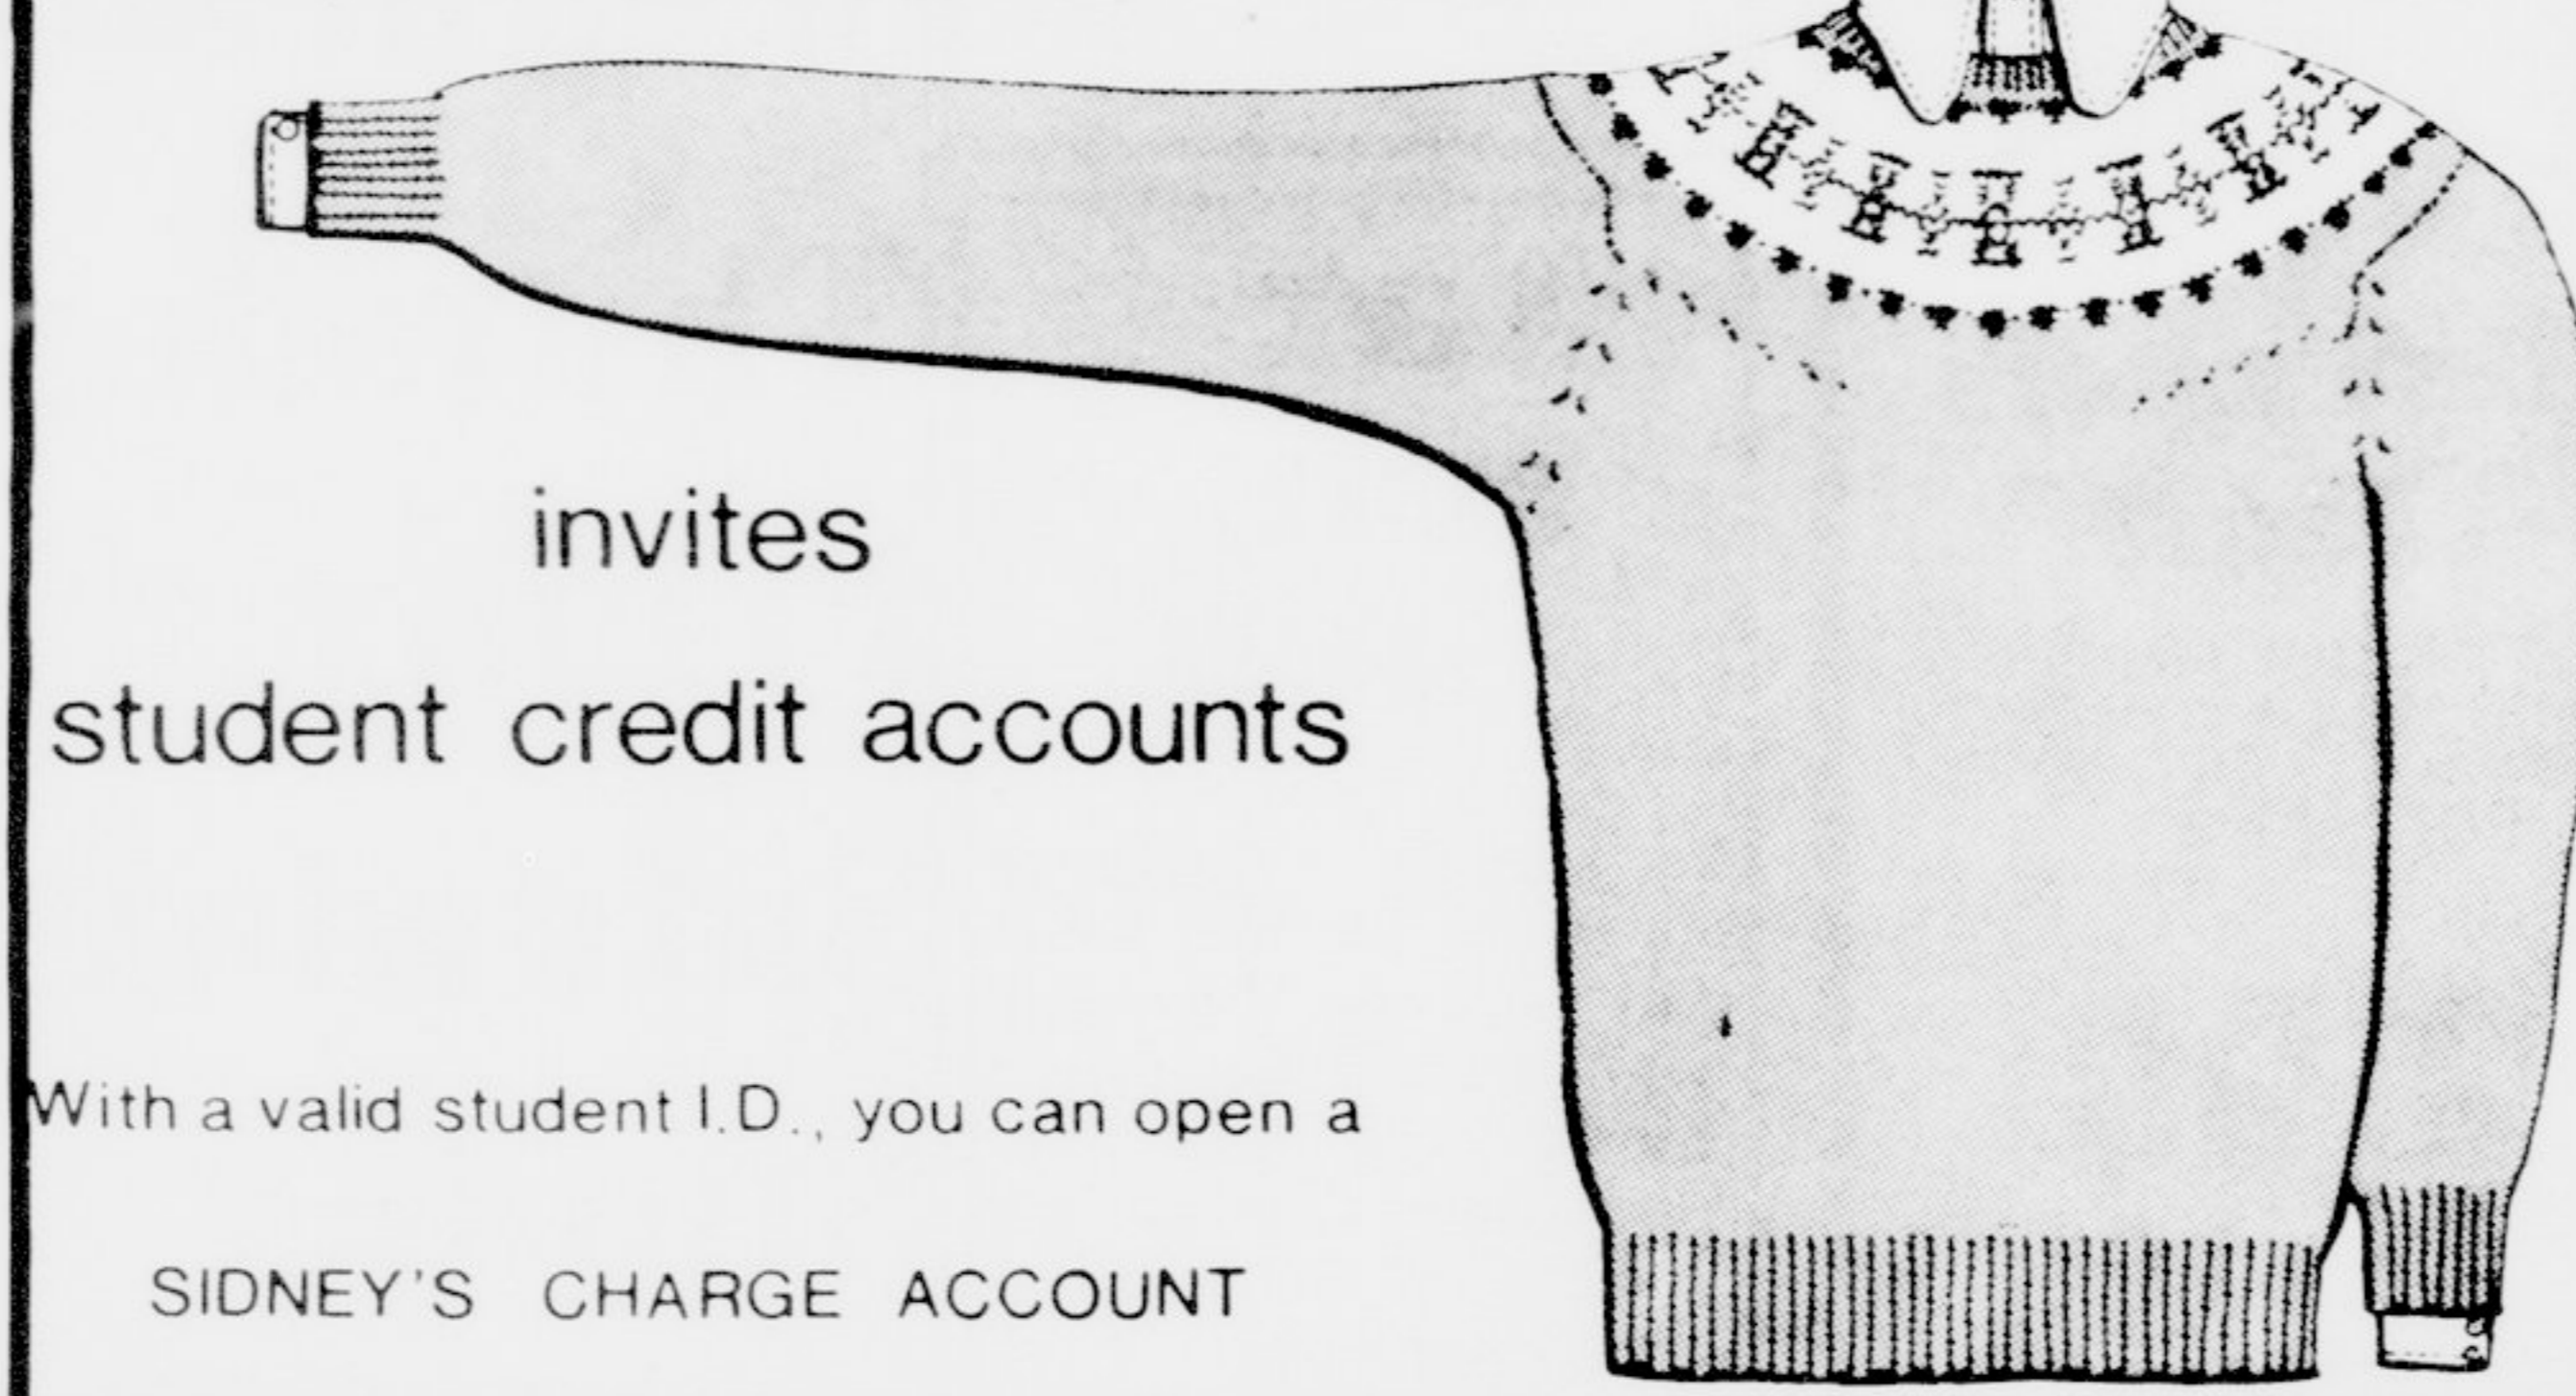 invites
student credit accounts
With a valid student I.D., you can open a
SIDNEY'S CHARGE ACCOUNT